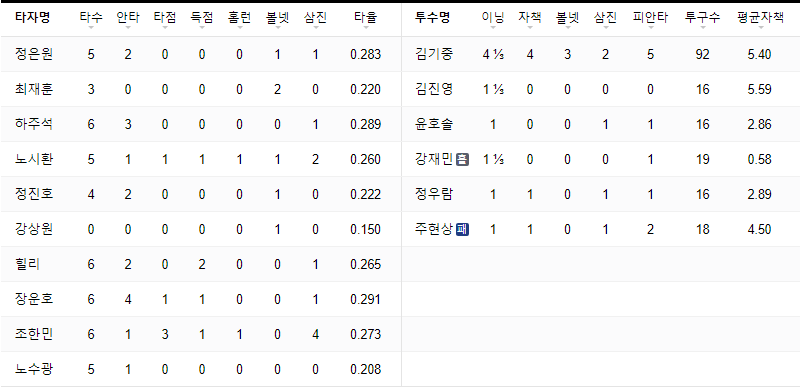 타자명 타수 안타 타점 득점 홈런 볼넷 삼진 타율 투수명 이닝 자책 볼넷 삼진 피안타 투구수 평균자책
정은원 5 2 0 0 0 1 1 0.283 김기중 4 ⅓ 4 3 2 5 92 5.40
최재훈 3 0 0 0 0 2 0 0.220 김진영 1 ⅓ 0 0 0 0 16 5.59
하주석 6 3 0 0 0 0 1 0.289 윤호솔 1 0 0 1 1 16 2.86
노시환 5 1 1 1 1 1 2 0.260 강재민 홀 1 ⅓ 0 0 0 1 19 0.58
정진호 4 2 0 0 0 1 0 0.222 정우람 1 1 0 1 1 16 2.89
강상원 0 0 0 0 0 1 0 0.150 주현상 패 1 1 0 1 2 18 4.50
힐리 6 2 0 2 0 0 1 0.265
장운호 6 4 1 1 0 0 1 0.291
조한민 6 1 3 1 1 0 4 0.273
노수광 5 1 0 0 0 0 0 0.208